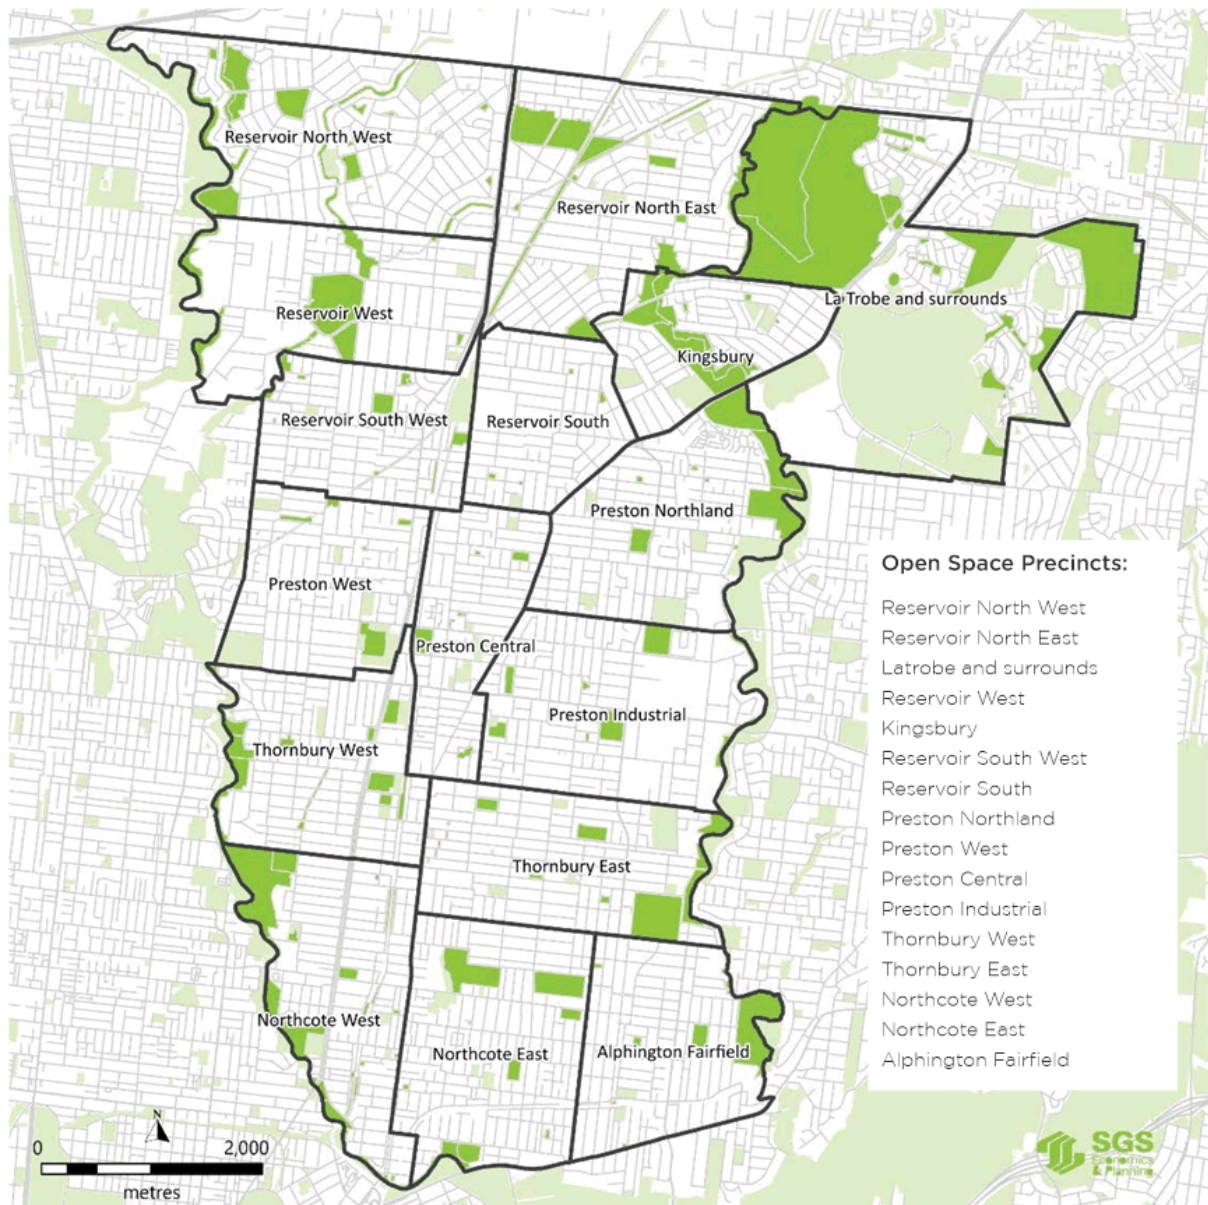 Reservoir North West
Reservoir North East
La Trobe and surrounds
Reservoir West
Kingsbury
Reservoir South West
Reservoir South
Preston Northland
Preston West
Preston Central
Preston Industrial
Thornbury West
Thornbury East
Northcote West
Northcote East
Alphington Fairfield
Open Space Precincts:
Reservoir North West
Reservoir North East
Latrobe and surrounds
Reservoir West
Kingsbury
Reservoir South West
Reservoir South
Preston Northland
Preston West
Preston Central
Preston Industrial
Thornbury West
Thornbury East
Northcote West
Northcote East
Alphington Fairfield
N
0 2,000
metres
SGS
Economics
& Planning